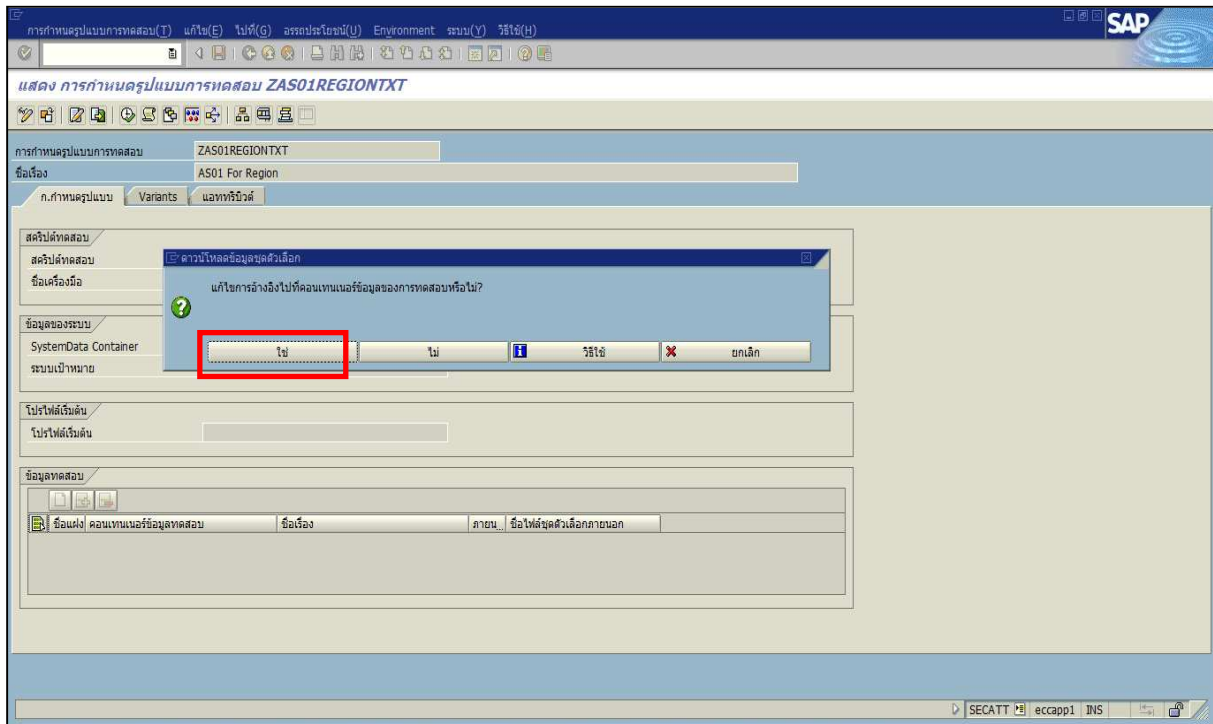 การกำหนดรูปแบบการทดสอบ(T) แก้ไข(E) ไปที่(G) อรรถประโยชน์(U) Environment ระบบ(Y) วิธีใช้(H)
SAP
แสดง การกำหนดรูปแบบการทดสอบ ZAS01REGIONTXT
การกำหนดรูปแบบการทดสอบ ZAS01REGIONTXT
ชื่อเรื่อง AS01 For Region
ก.กำหนดรูปแบบ Variants แอททริบิวต์
สคริปต์ทดสอบ
สคริปต์ทดสอบ
ชื่อเครื่องมือ
ดาวน์โหลดข้อมูลชุดตัวเลือก
แก้ไขการอ้างอิงไปที่คอนเทนเนอร์ข้อมูลของการทดสอบหรือไม่?
ใช่ ไม่ วิธีใช้ ยกเลิก
ข้อมูลของระบบ
SystemData Container
ระบบเป้าหมาย
โปรไฟล์เริ่มต้น
โปรไฟล์เริ่มต้น
ข้อมูลทดสอบ
ชื่อแฝง คอนเทนเนอร์ข้อมูลทดสอบ ชื่อเรื่อง ภายน... ชื่อไฟล์ชุดตัวเลือกภายนอก
SECATT eccapp1 INS